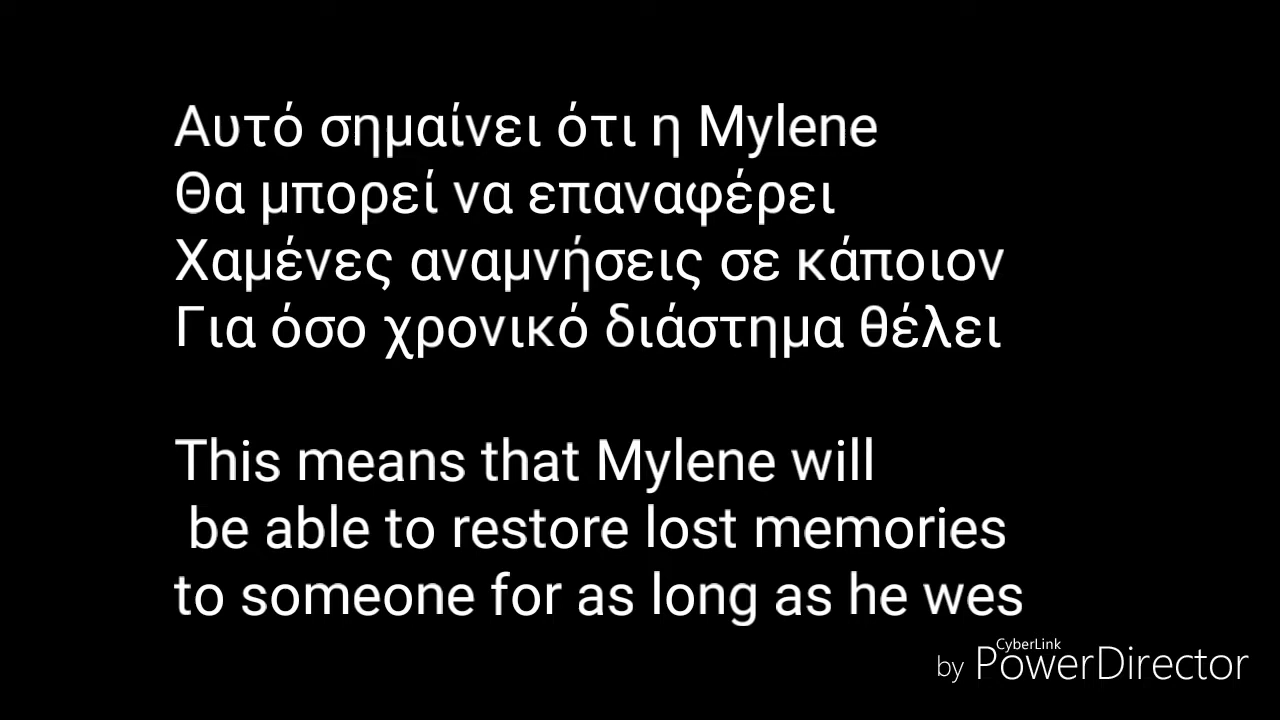 Αυτό σημαίνει ότι η Mylene
Θα μπορεί να επαναφέρει
Χαμένες αναμνήσεις σε κάποιον
Για όσο χρονικό διάστημα θέλει
This means that Mylene will
be able to restore lost memories
to someone for as long as he wes
CyberLink
by PowerDirector